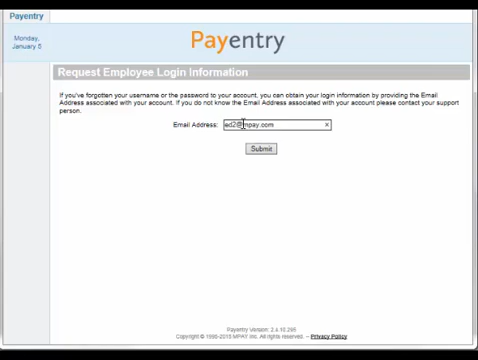 Payentry
Monday,
January 5
Payentry
Request Employee Login Information
If you've forgotten your username or the password to your account, you can obtain your login information by providing the Email
Address associated with your account. If you do not know the Email Address associated with your account please contact your support
person.
Email Address: ed2@mpay.com ×
Submit
Payentry Version: 2.4.10.295
Copyright © 1995-2015 MPAY Inc. All rights reserved. – Privacy Policy